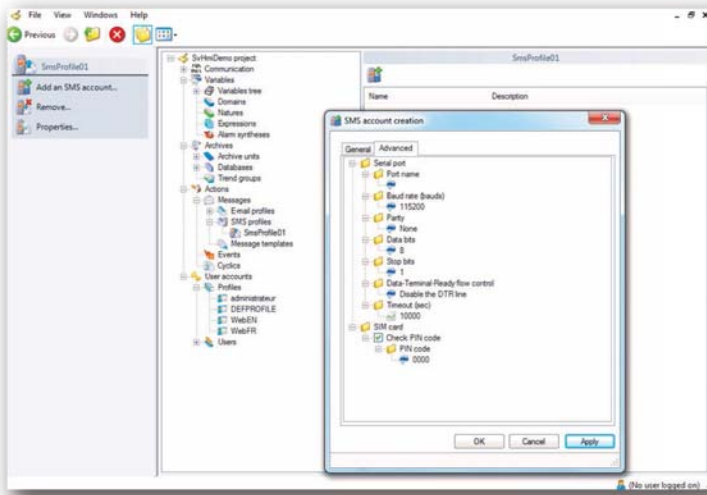 File View Windows Help
Previous
SmsProfile01
Add an SMS account...
Remove...
Properties...
SvHmiDemo project
Communication
Variables
Variables tree
Domains
Natures
Expressions
Alarm syntheses
Archives
Archive units
Databases
Trend groups
Actions
Messages
E-mail profiles
SMS profiles
SmsProfile01
Message templates
Events
Cyclics
User accounts
Profiles
administrateur
DEFPROFILE
WebEN
WebFR
Users
SmsProfile01
Name Description
SMS account creation
General Advanced
Serial port
Port name
Baud rate (bauds)
115200
Party
None
Data bits
8
Stop bits
1
Data-Terminal-Ready flow control
Disable the DTR line
Timeout (sec)
10000
SIM card
Check PIN code
PIN code
0000
OK Cancel Apply
(No user logged on)